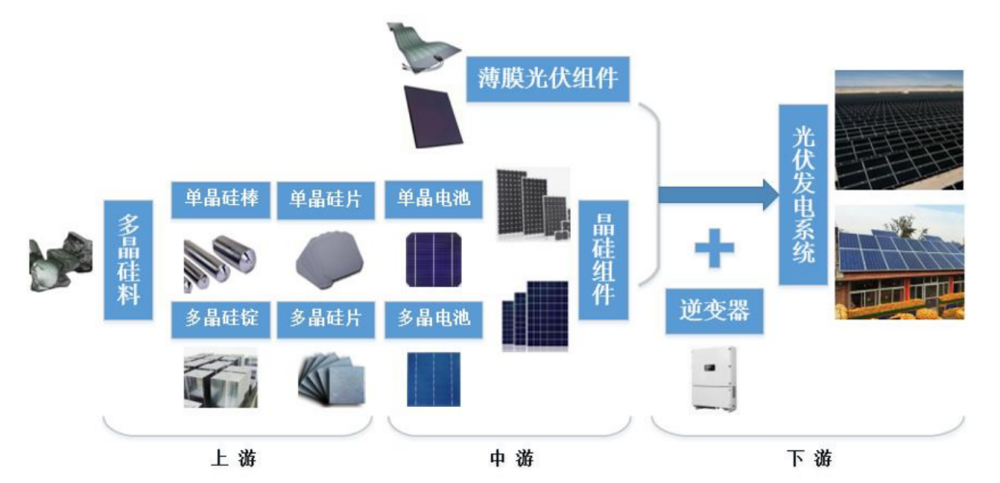 薄膜光伏组件
单晶硅棒
单晶硅片
单晶电池
多晶硅料
晶硅组件
多晶硅锭
多晶硅片
多晶电池
逆变器
光伏发电系统
上游
中游
下游